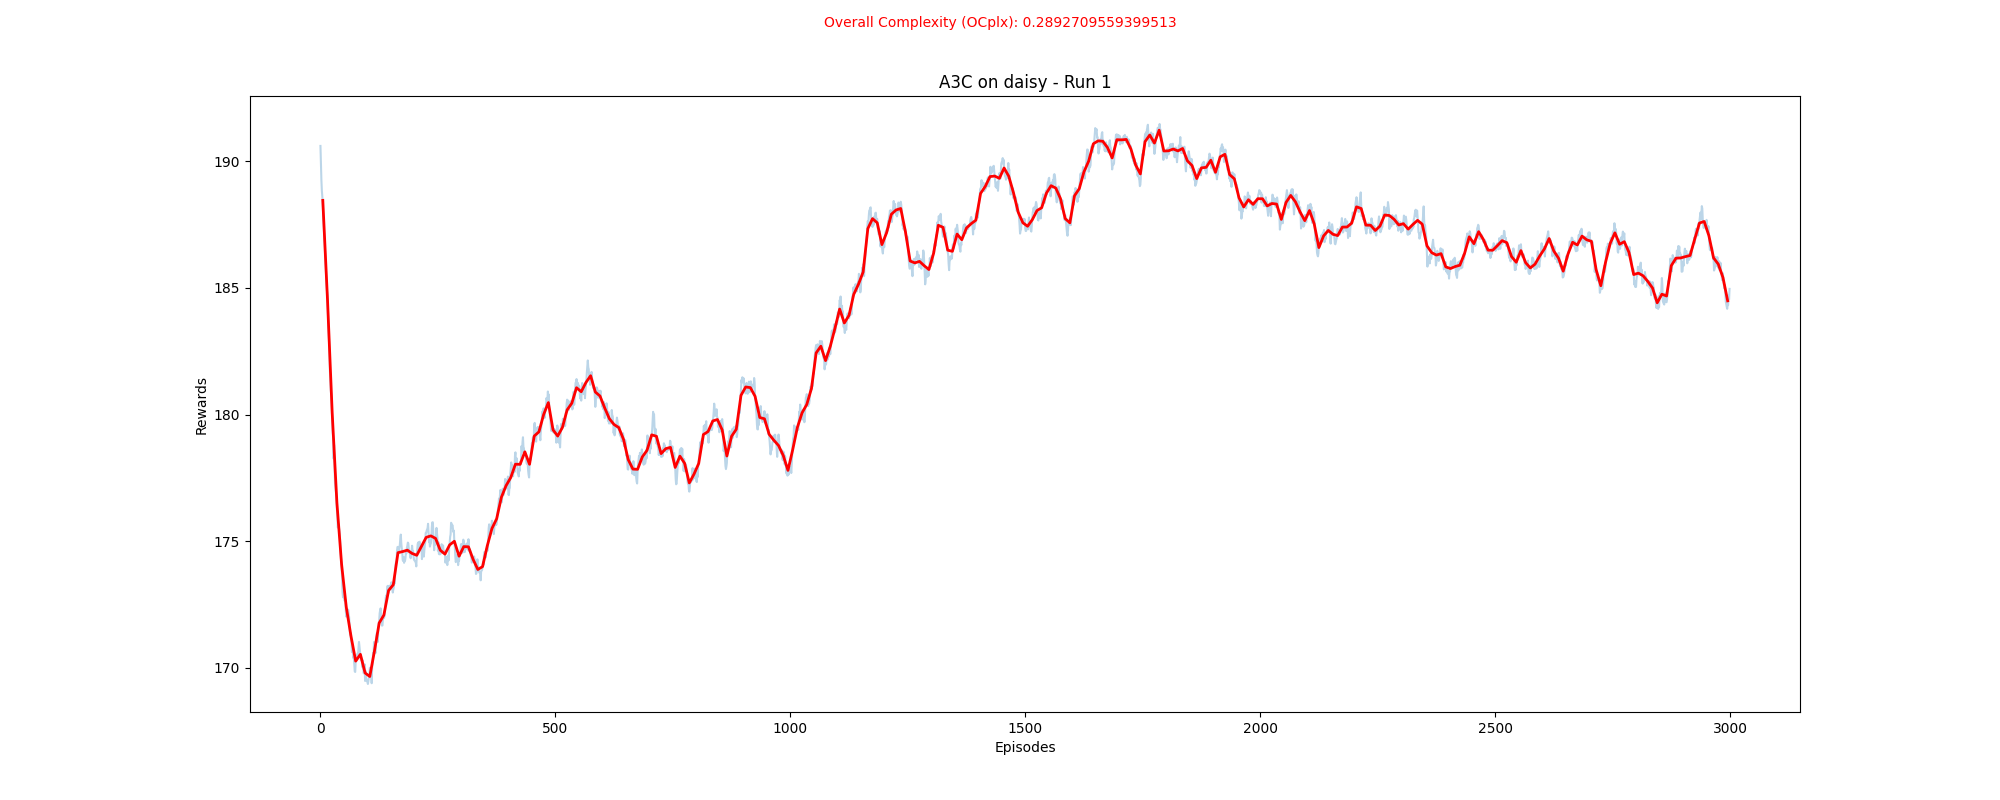 Overall Complexity (OCplx): 0.2892709559399513
A3C on daisy - Run 1
190
185
180
175
170
Rewards
0 500 1000 1500 2000 2500 3000
Episodes